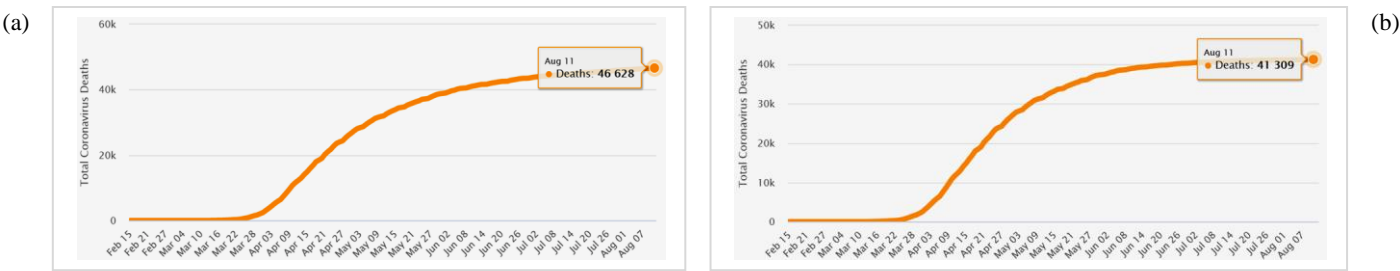 (a)
60k
40k
20k
0
Total Coronavirus Deaths
Aug 11
Deaths: 46 628
Feb 15
Feb 21
Feb 27
Mar 04
Mar 10
Mar 16
Mar 22
Mar 28
Apr 03
Apr 09
Apr 15
Apr 21
Apr 27
May 03
May 09
May 15
May 21
May 27
Jun 02
Jun 08
Jun 14
Jun 20
Jun 26
Jul 02
Jul 08
Jul 14
Jul 20
Jul 26
Aug 01
Aug 07
50k
40k
30k
20k
10k
0
Total Coronavirus Deaths
Aug 11
Deaths: 41 309
Feb 15
Feb 21
Feb 27
Mar 04
Mar 10
Mar 16
Mar 22
Mar 28
Apr 03
Apr 09
Apr 15
Apr 21
Apr 27
May 03
May 09
May 15
May 21
May 27
Jun 02
Jun 08
Jun 14
Jun 20
Jun 26
Jul 02
Jul 08
Jul 14
Jul 20
Jul 26
Aug 01
Aug 07
(b)